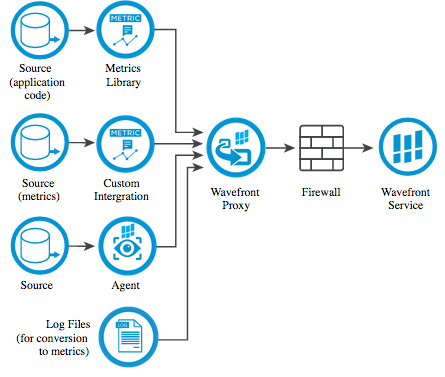 METRIC
Source
(application
code)
Metrics
Library
METRIC
Source
(metrics)
Custom
Intergration
Wavefront
Proxy
Firewall
Wavefront
Service
Source
Agent
Log Files
(for conversion
to metrics)
LOG